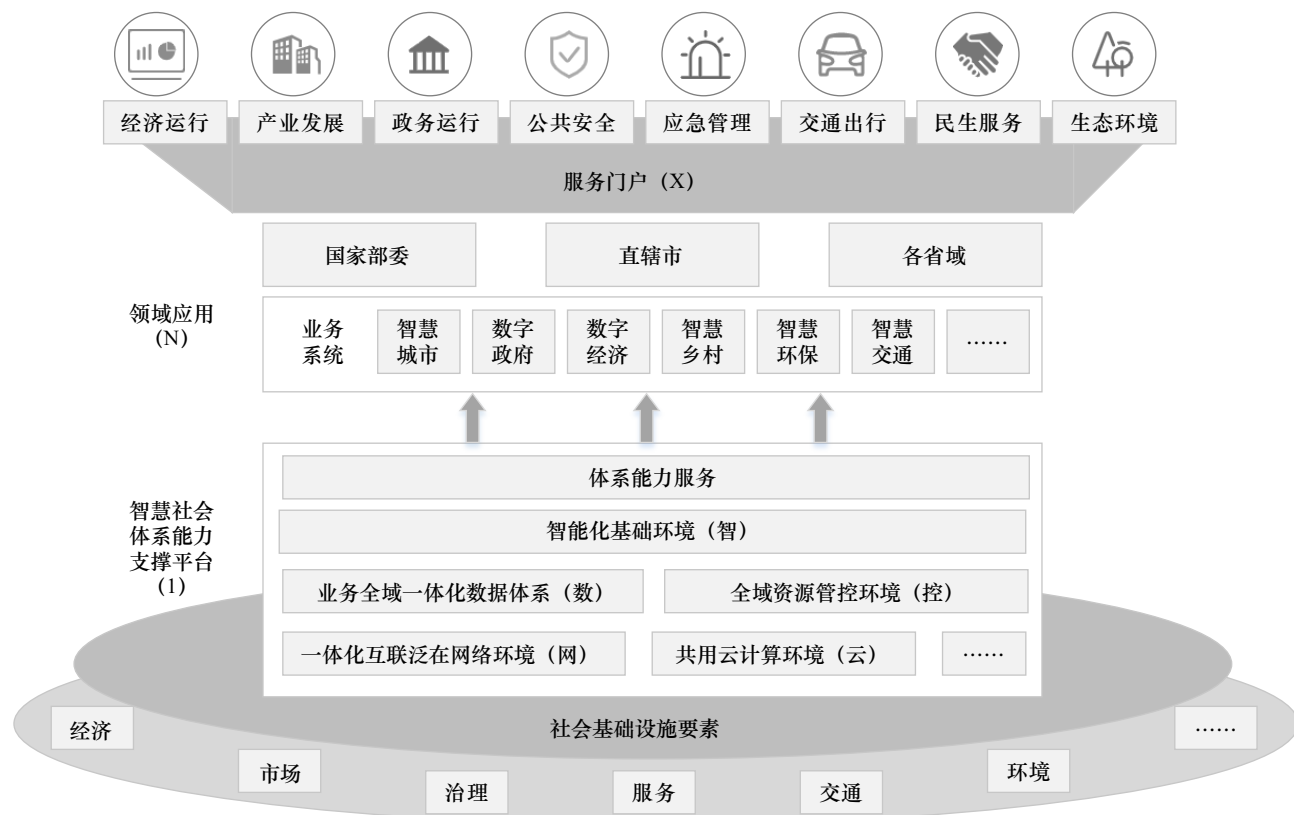 经济运行
产业发展
政务运行
公共安全
应急管理
交通出行
民生服务
生态环境
服务门户（X）
国家部委
直辖市
各省域
领域应用
（N）
业务
系统
智慧
城市
数字
政府
数字
经济
智慧
乡村
智慧
环保
智慧
交通
……
智慧社会
体系能力
支撑平台
（1）
体系能力服务
智能化基础环境（智）
业务全域一体化数据体系（数）
全域资源管控环境（控）
一体化互联泛在网络环境（网）
共用云计算环境（云）
……
社会基础设施要素
经济
市场
治理
服务
交通
环境
……